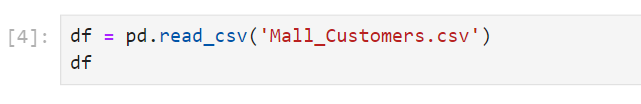 [4]: df = pd.read_csv('Mall_Customers.csv')
df